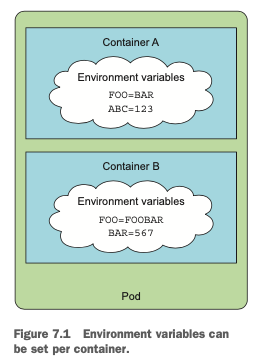 Container A
Environment variables
FOO=BAR
ABC=123
Container B
Environment variables
FOO=FOOBAR
BAR=567
Pod
Figure 7.1 Environment variables can
be set per container.